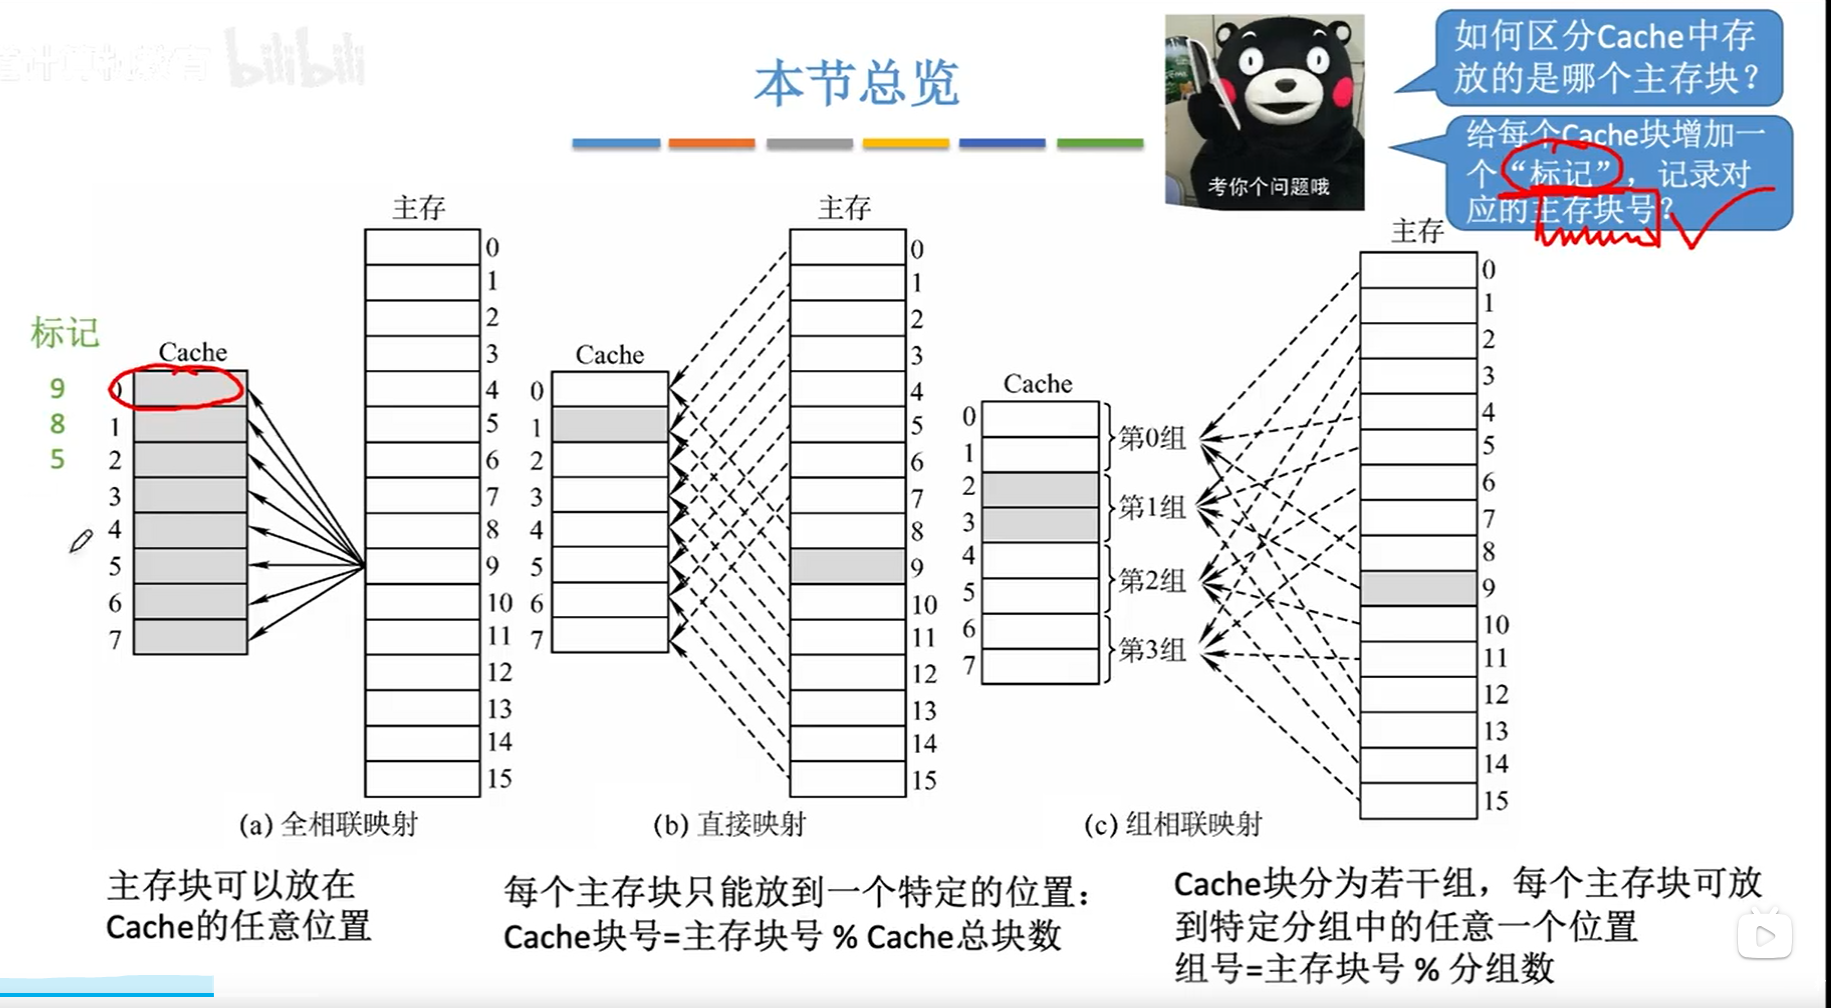 bilibili
本节总览
考你个问题哦
如何区分Cache中存
放的是哪个主存块？
给每个Cache块增加一
个“标记”，记录对
应的主存块号？
标记
9
8
5
Cache
0
1
2
3
4
5
6
7
主存
0
1
2
3
4
5
6
7
8
9
10
11
12
13
14
15
(a) 全相联映射
主存块可以放在
Cache的任意位置
Cache
0
1
2
3
4
5
6
7
主存
0
1
2
3
4
5
6
7
8
9
10
11
12
13
14
15
(b) 直接映射
每个主存块只能放到一个特定的位置：
Cache块号=主存块号 % Cache总块数
Cache
0
1
2
3
4
5
6
7
第0组
第1组
第2组
第3组
主存
0
1
2
3
4
5
6
7
8
9
10
11
12
13
14
15
(c) 组相联映射
Cache块分为若干组，每个主存块可放
到特定分组中的任意一个位置
组号=主存块号 % 分组数